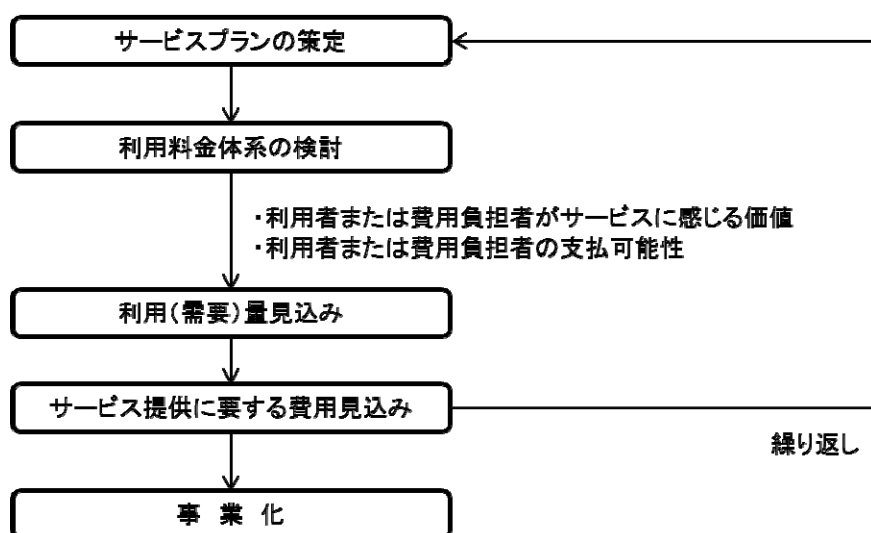 サービスプランの策定
利用料金体系の検討
・利用者または費用負担者がサービスに感じる価値
・利用者または費用負担者の支払可能性
利用（需要）量見込み
サービス提供に要する費用見込み
繰り返し
事　業　化